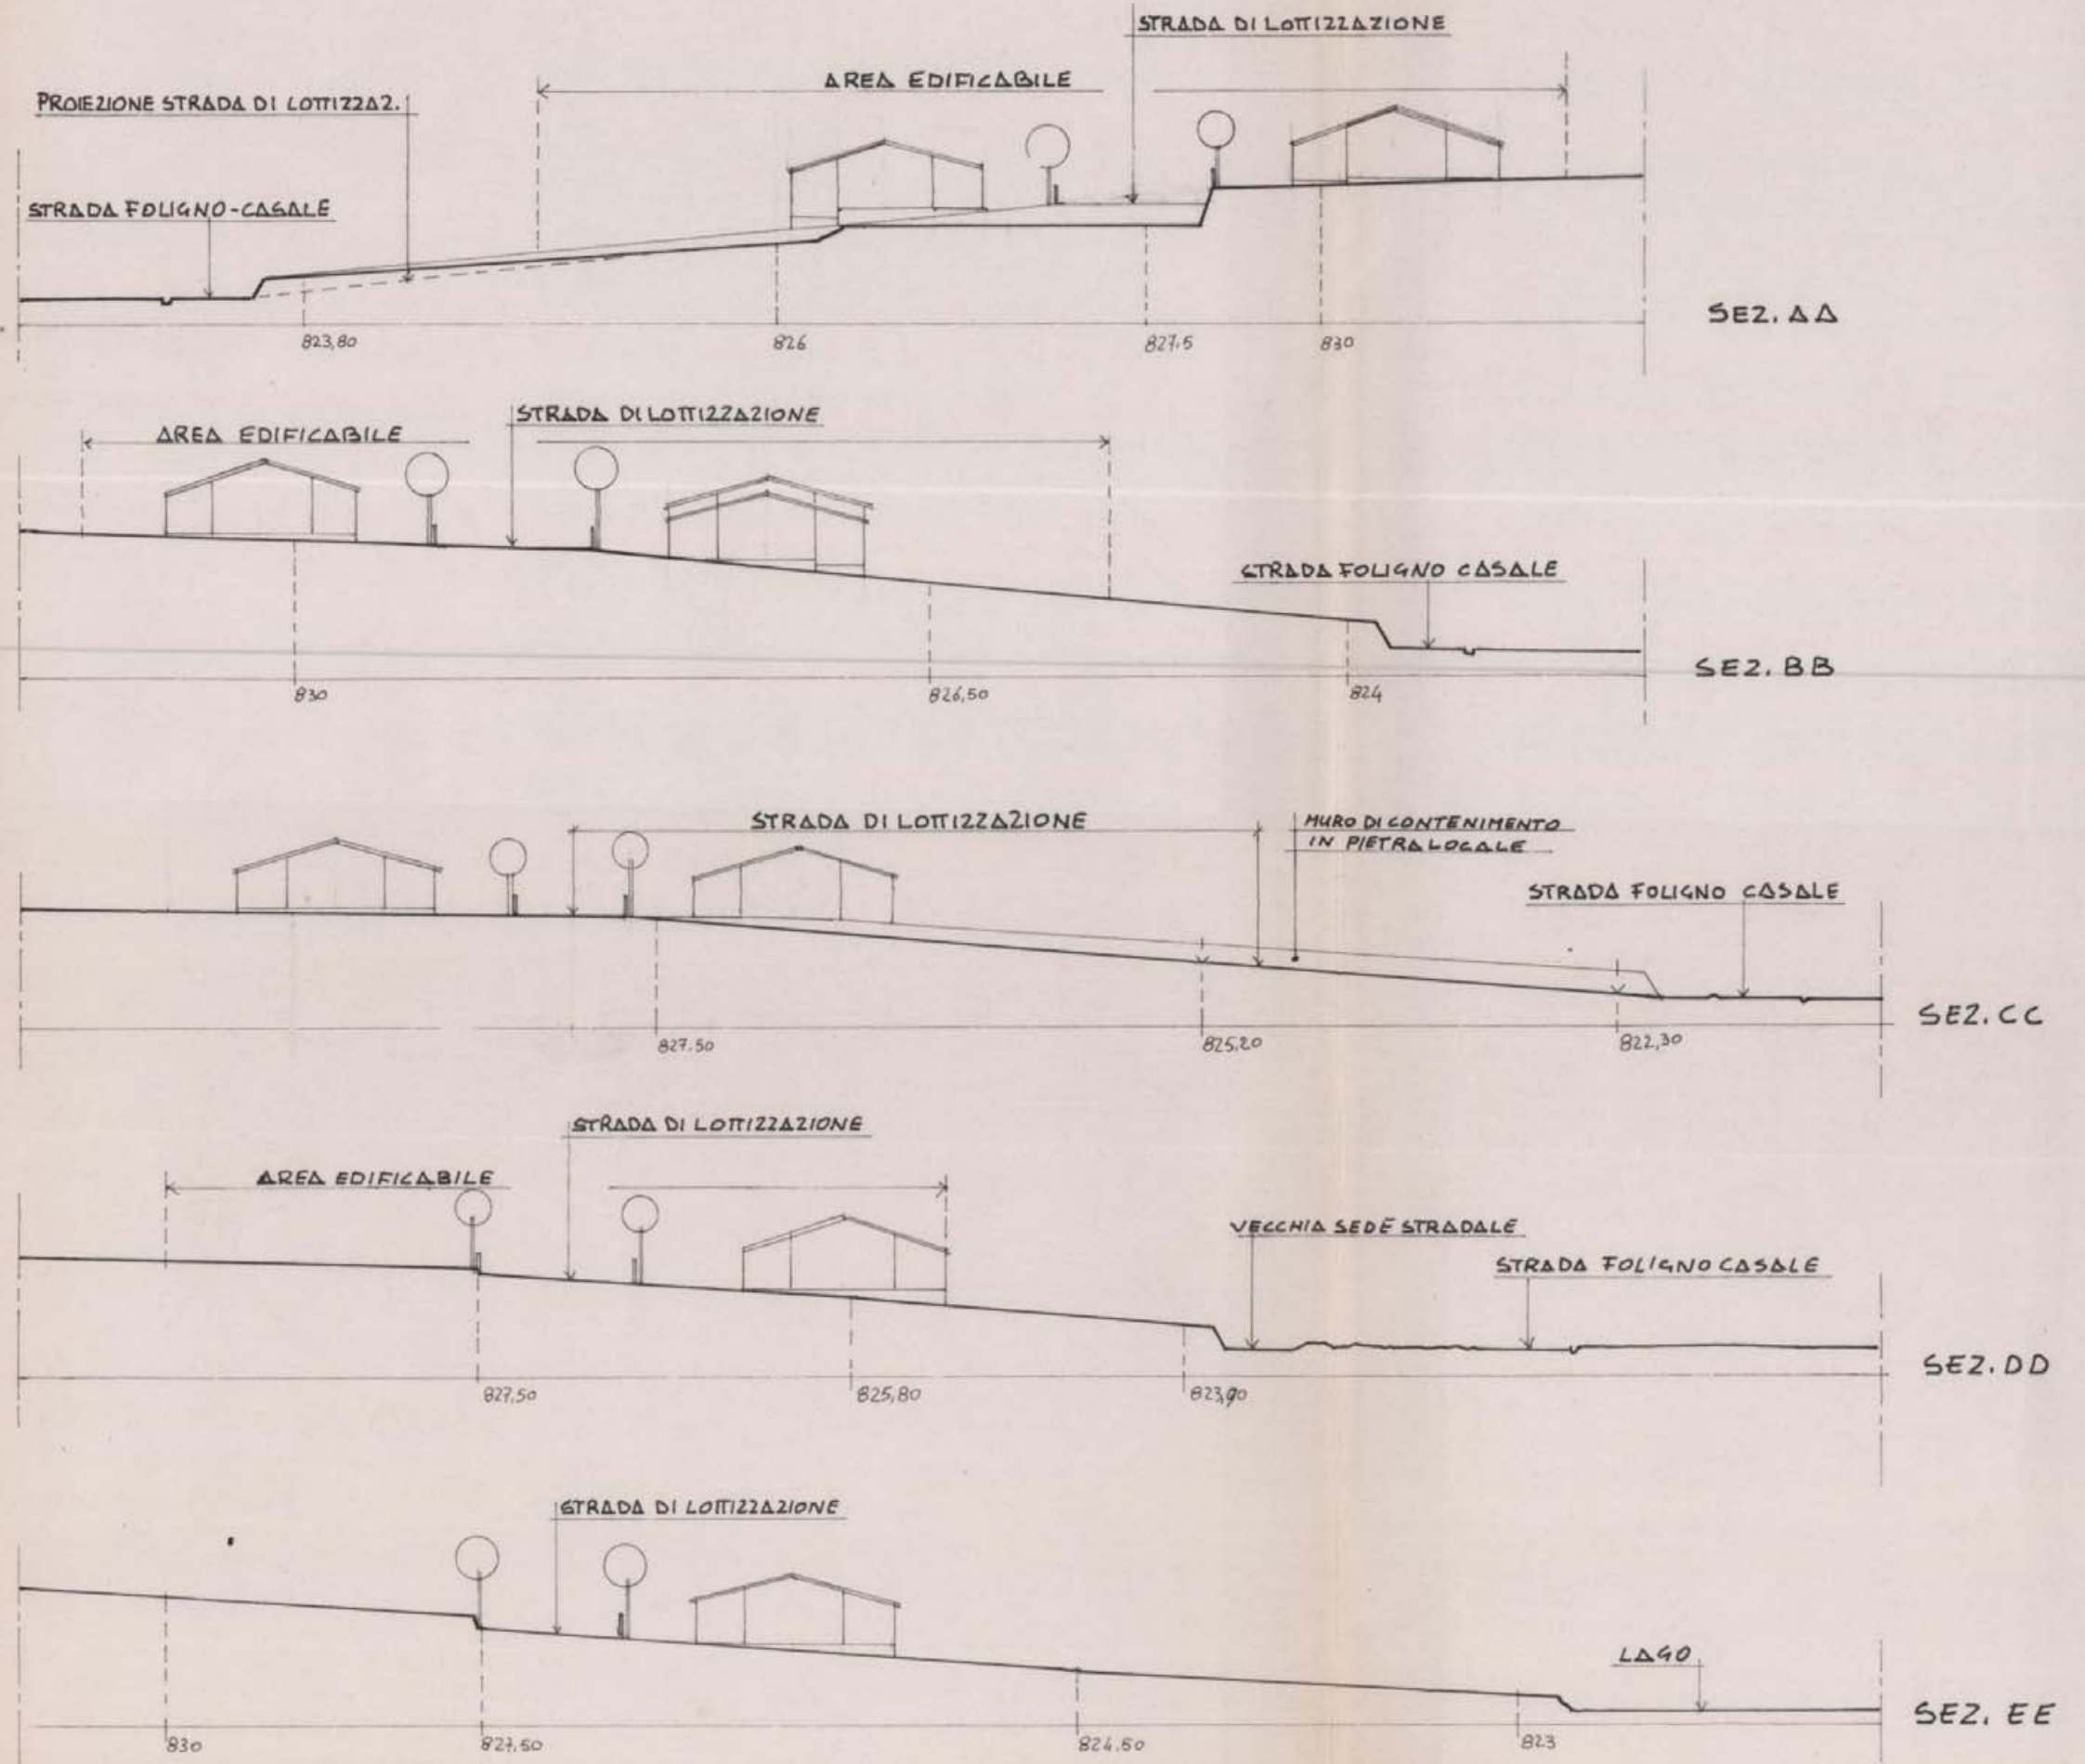 STRADA DI LOTTIZZAZIONE
AREA EDIFICABILE
PROIEZIONE STRADA DI LOTTIZZAZ.
STRADA FOLIGNO-CASALE
SEZ. AA
823,80
826
827.5
830
STRADA DI LOTTIZZAZIONE
AREA EDIFICABILE
STRADA FOLIGNO CASALE
SEZ. BB
830
826,50
824
STRADA DI LOTTIZZAZIONE
MURO DI CONTENIMENTO
IN PIETRA LOCALE
STRADA FOLIGNO CASALE
SEZ. CC
827.50
825,20
822,30
STRADA DI LOTTIZZAZIONE
AREA EDIFICABILE
VECCHIA SEDE STRADALE
STRADA FOLIGNO CASALE
SEZ. DD
827,50
825,80
823,90
STRADA DI LOTTIZZAZIONE
LAGO
SEZ. EE
830
827,50
824,50
823